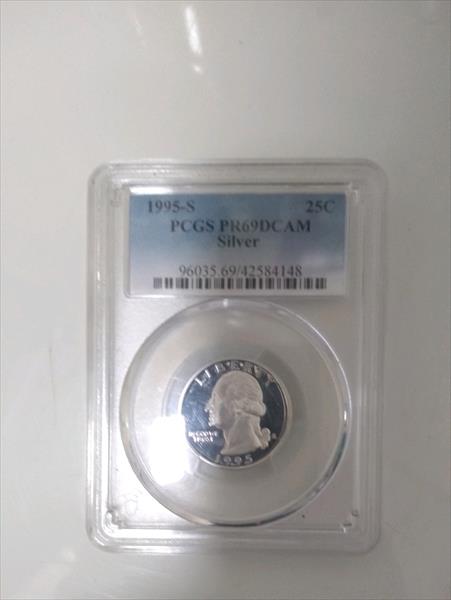 1995-S 25C
PCGS PR69DCAM
Silver
96035.69/42584148
LIBERTY
IN GOD WE
TRUST
S
1995